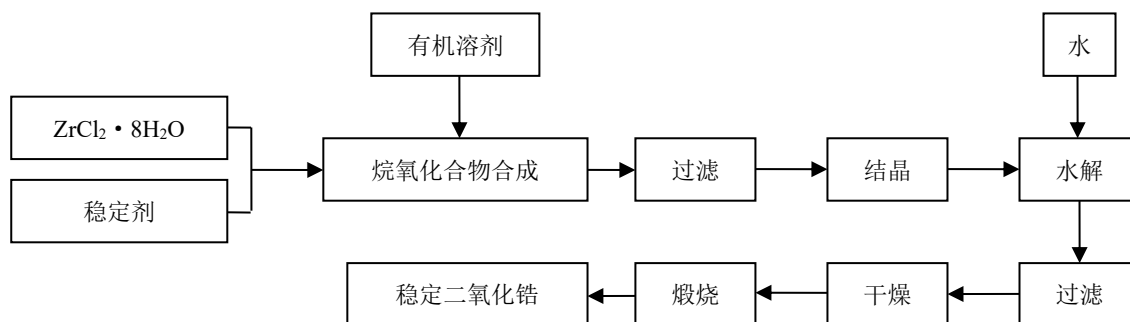 有机溶剂
水
ZrCl₂·8H₂O
稳定剂
烷氧化合物合成
过滤
结晶
水解
稳定二氧化锆
煅烧
干燥
过滤